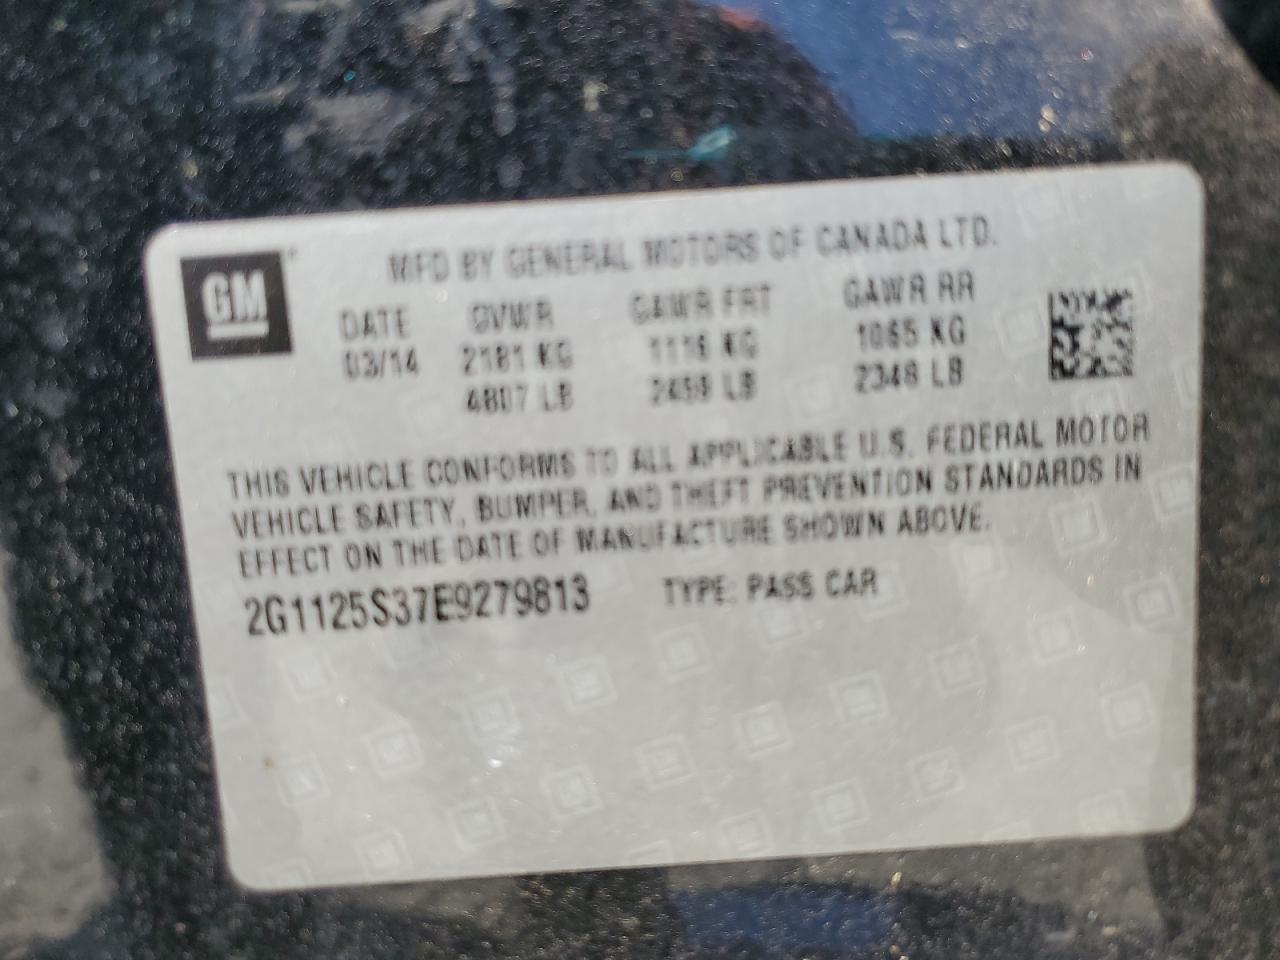 GM
MFD BY GENERAL MOTORS OF CANADA LTD.
DATE GVWR GAWR FRT GAWR RR
03/14 2181 KG 1116 KG 1065 KG
4807 LB 2459 LB 2348 LB
THIS VEHICLE CONFORMS TO ALL APPLICABLE U.S. FEDERAL MOTOR
VEHICLE SAFETY, BUMPER, AND THEFT PREVENTION STANDARDS IN
EFFECT ON THE DATE OF MANUFACTURE SHOWN ABOVE.
2G1125S37E9279813 TYPE: PASS CAR